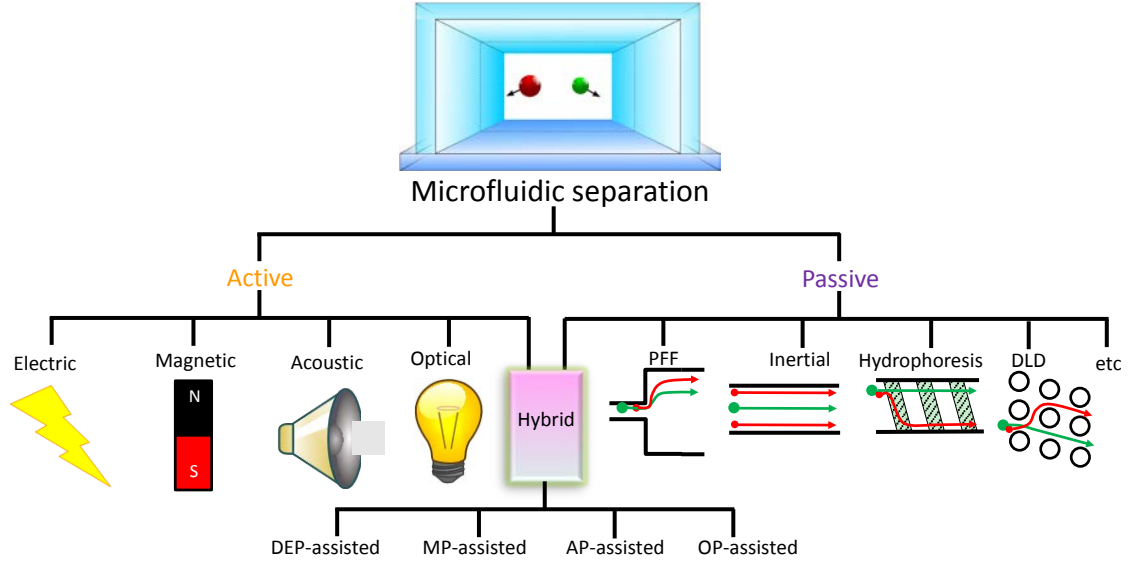 Microfluidic separation
Active
Passive
Electric
Magnetic
Acoustic
Optical
PFF
Inertial
Hydrophoresis
DLD
etc
N
S
Hybrid
DEP-assisted
MP-assisted
AP-assisted
OP-assisted